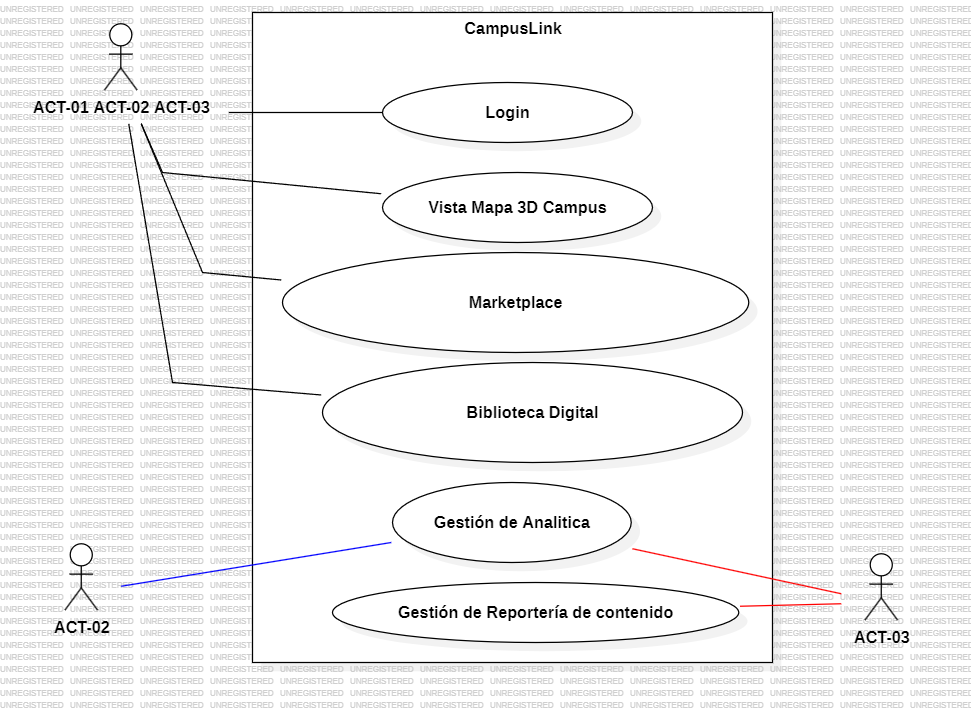 CampusLink
ACT-01 ACT-02 ACT-03
Login
Vista Mapa 3D Campus
Marketplace
Biblioteca Digital
Gestión de Analitica
Gestión de Reportería de contenido
ACT-02
ACT-03
UNREGISTERED